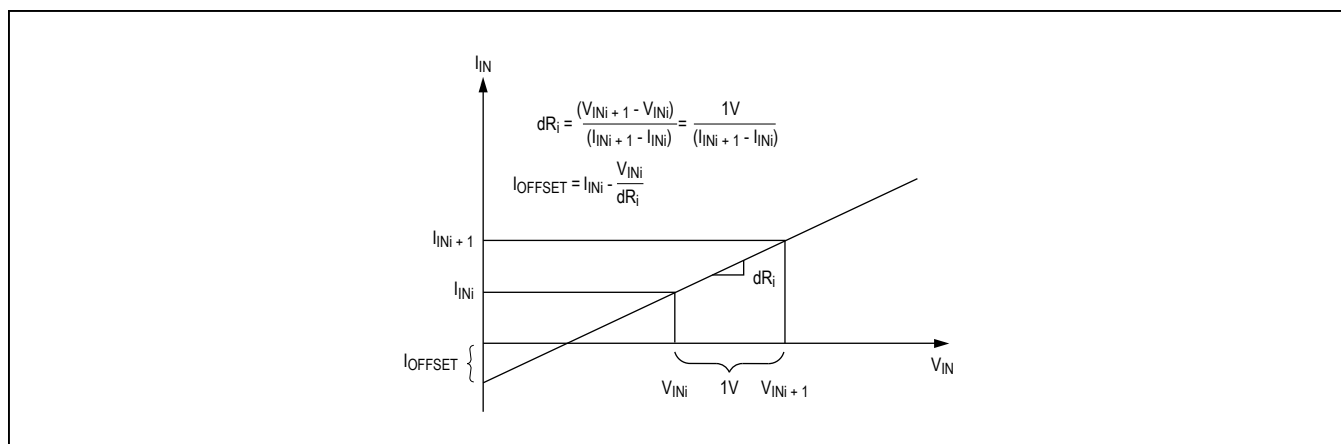 I_IN
dR_i = (V_INi + 1 - V_INi) / (I_INi + 1 - I_INi) = 1V / (I_INi + 1 - I_INi)
I_OFFSET = I_INi - V_INi / dR_i
I_INi + 1
dR_i
I_INi
I_OFFSET
V_IN
V_INi 1V V_INi + 1